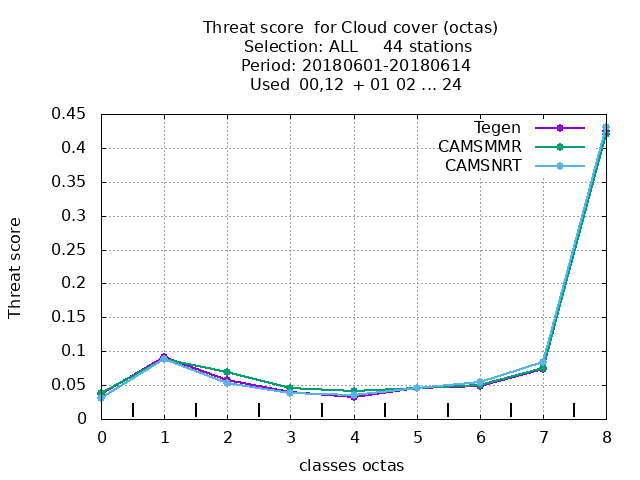 Threat score  for Cloud cover (octas)
Selection: ALL     44 stations
Period: 20180601-20180614
Used  00,12  + 01 02 ... 24
0.45
0.4
0.35
0.3
0.25
0.2
0.15
0.1
0.05
0
Threat score
Tegen
CAMSMMR
CAMSNRT
0 1 2 3 4 5 6 7 8
classes octas